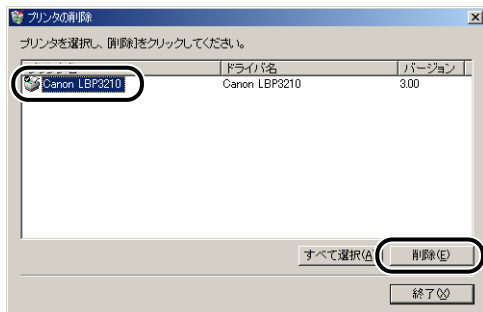 プリンタの削除
プリンタを選択し、[削除]をクリックしてください。
ドライバ名 バージョン
Canon LBP3210 Canon LBP3210 3.00
すべて選択(A) 削除(E)
終了(X)